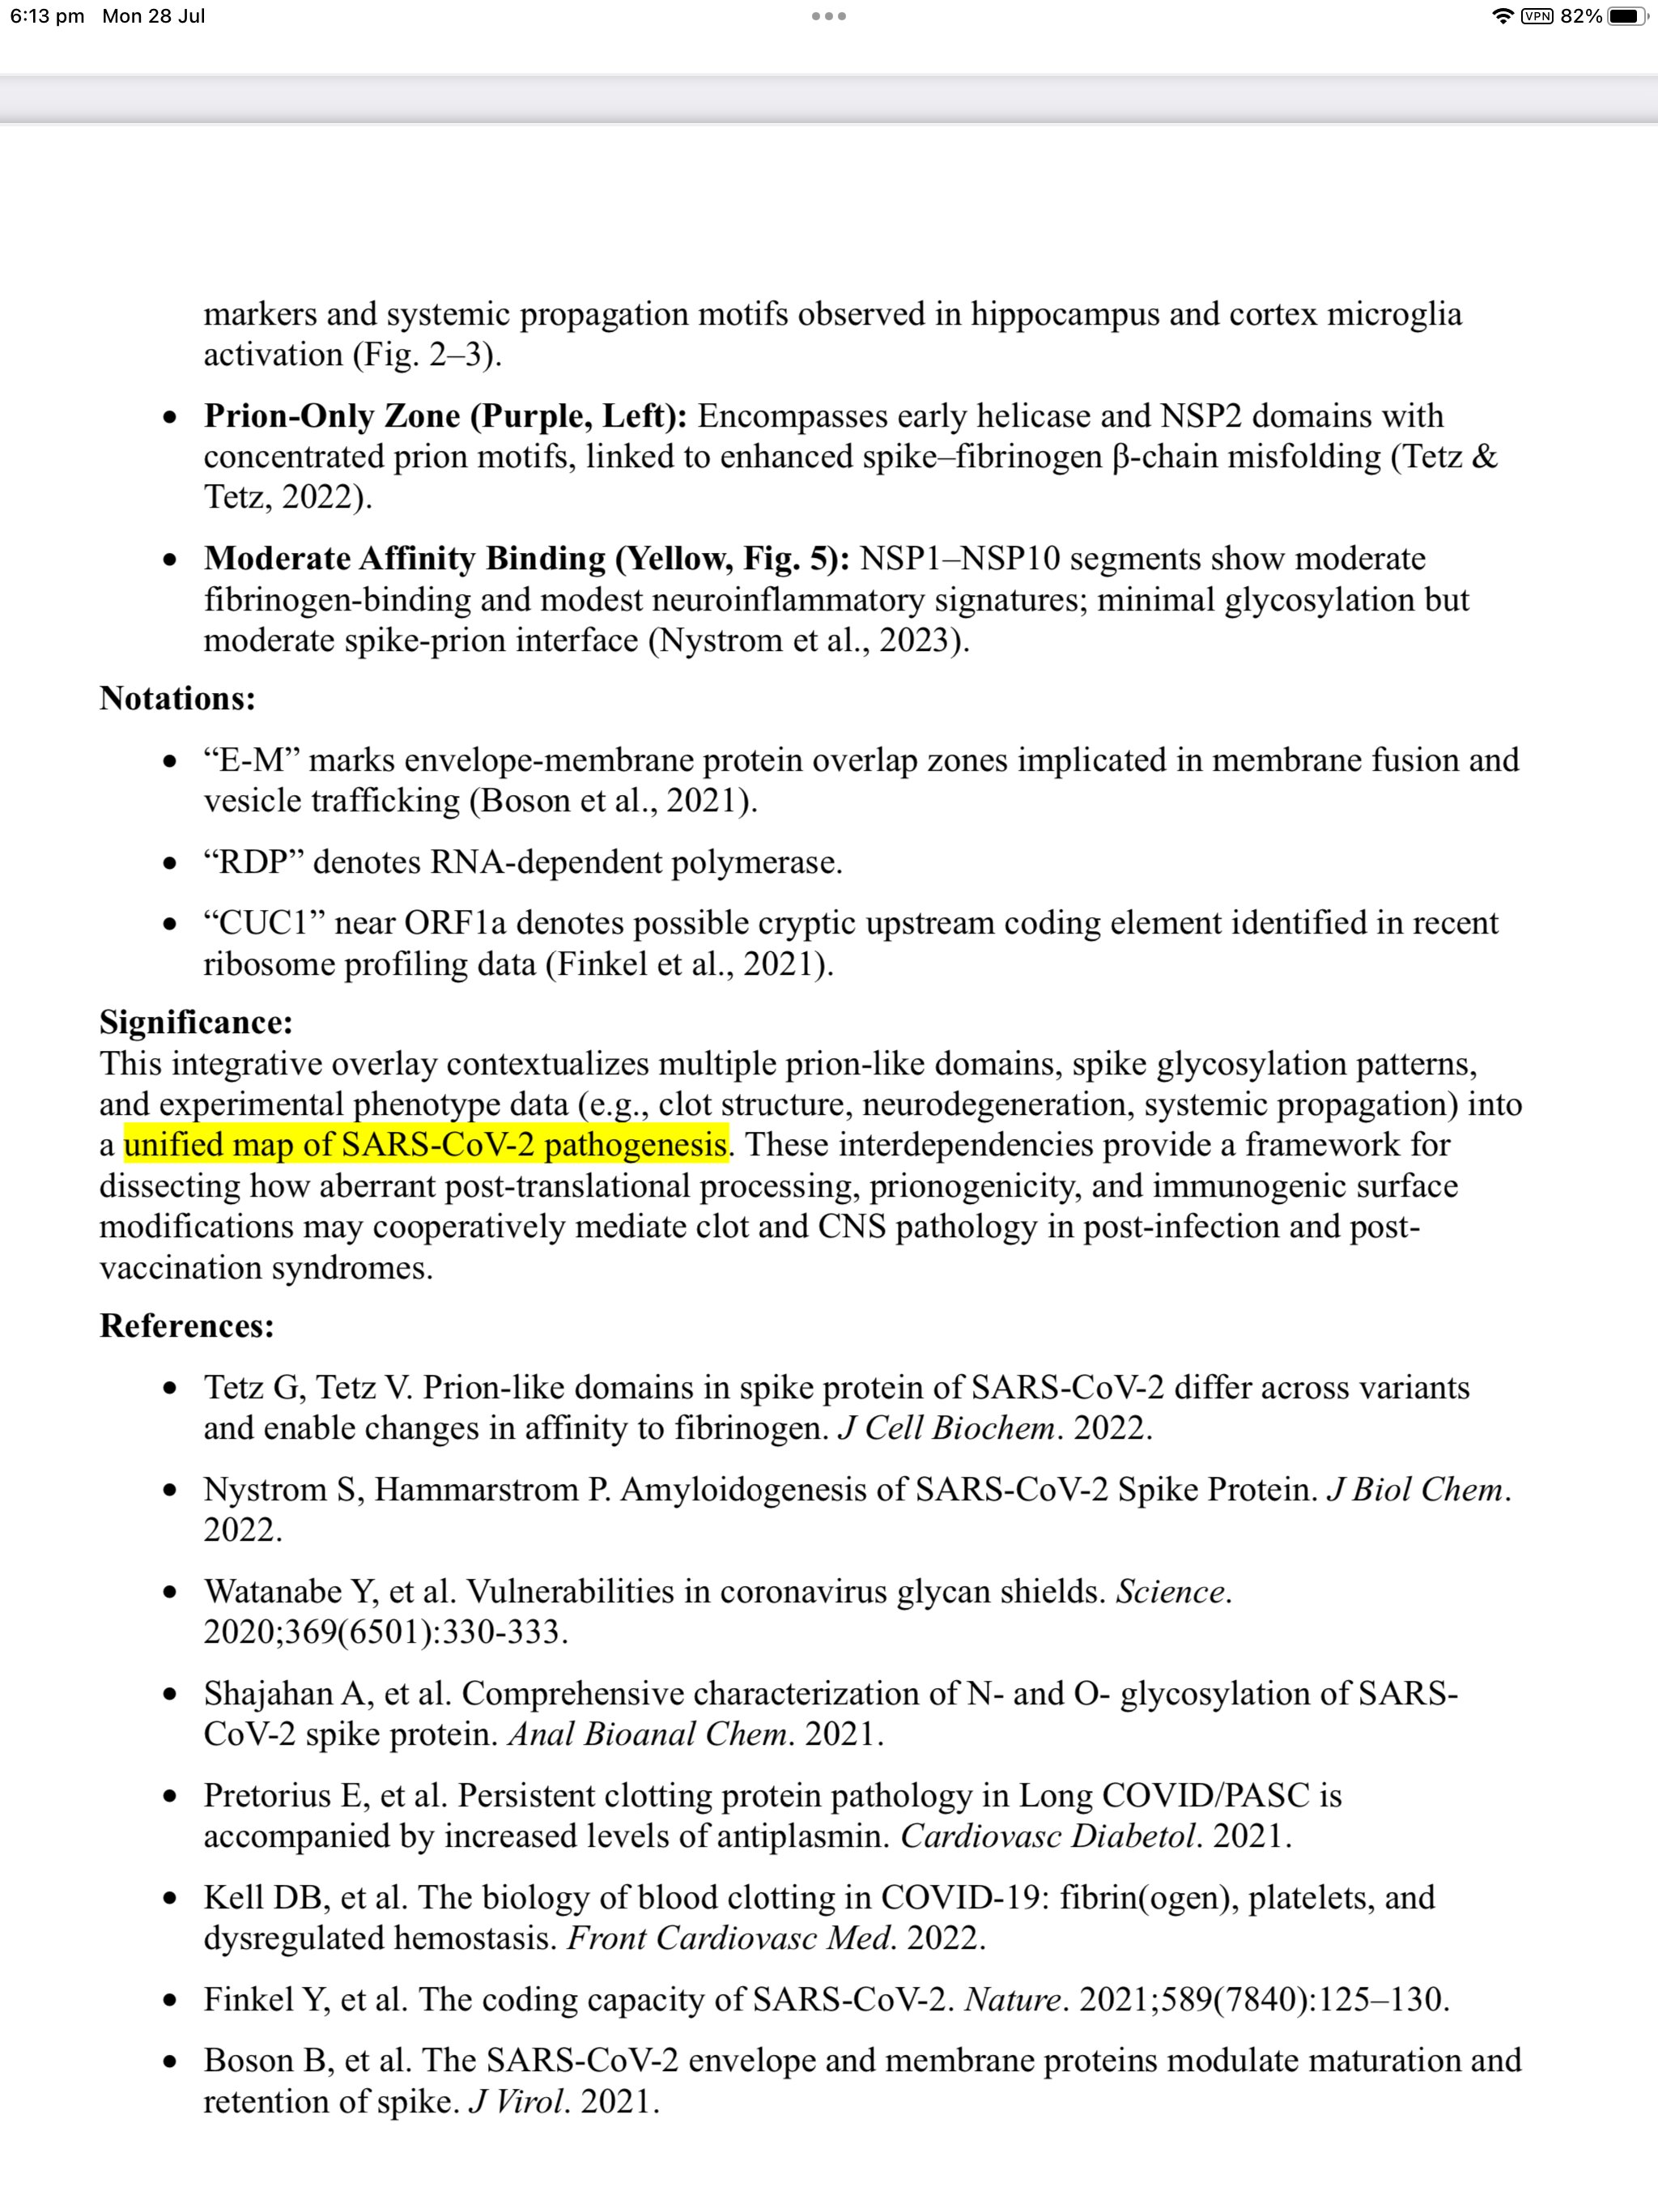 6:13 pm Mon 28 Jul
VPN 82%
markers and systemic propagation motifs observed in hippocampus and cortex microglia
activation (Fig. 2–3).
• Prion-Only Zone (Purple, Left): Encompasses early helicase and NSP2 domains with
concentrated prion motifs, linked to enhanced spike–fibrinogen β-chain misfolding (Tetz &
Tetz, 2022).
• Moderate Affinity Binding (Yellow, Fig. 5): NSP1–NSP10 segments show moderate
fibrinogen-binding and modest neuroinflammatory signatures; minimal glycosylation but
moderate spike-prion interface (Nystrom et al., 2023).
Notations:
• “E-M” marks envelope-membrane protein overlap zones implicated in membrane fusion and
vesicle trafficking (Boson et al., 2021).
• “RDP” denotes RNA-dependent polymerase.
• “CUC1” near ORF1a denotes possible cryptic upstream coding element identified in recent
ribosome profiling data (Finkel et al., 2021).
Significance:
This integrative overlay contextualizes multiple prion-like domains, spike glycosylation patterns,
and experimental phenotype data (e.g., clot structure, neurodegeneration, systemic propagation) into
a unified map of SARS-CoV-2 pathogenesis. These interdependencies provide a framework for
dissecting how aberrant post-translational processing, prionogenicity, and immunogenic surface
modifications may cooperatively mediate clot and CNS pathology in post-infection and post-
vaccination syndromes.
References:
• Tetz G, Tetz V. Prion-like domains in spike protein of SARS-CoV-2 differ across variants
and enable changes in affinity to fibrinogen. J Cell Biochem. 2022.
• Nystrom S, Hammarstrom P. Amyloidogenesis of SARS-CoV-2 Spike Protein. J Biol Chem.
2022.
• Watanabe Y, et al. Vulnerabilities in coronavirus glycan shields. Science.
2020;369(6501):330-333.
• Shajahan A, et al. Comprehensive characterization of N- and O- glycosylation of SARS-
CoV-2 spike protein. Anal Bioanal Chem. 2021.
• Pretorius E, et al. Persistent clotting protein pathology in Long COVID/PASC is
accompanied by increased levels of antiplasmin. Cardiovasc Diabetol. 2021.
• Kell DB, et al. The biology of blood clotting in COVID-19: fibrin(ogen), platelets, and
dysregulated hemostasis. Front Cardiovasc Med. 2022.
• Finkel Y, et al. The coding capacity of SARS-CoV-2. Nature. 2021;589(7840):125–130.
• Boson B, et al. The SARS-CoV-2 envelope and membrane proteins modulate maturation and
retention of spike. J Virol. 2021.